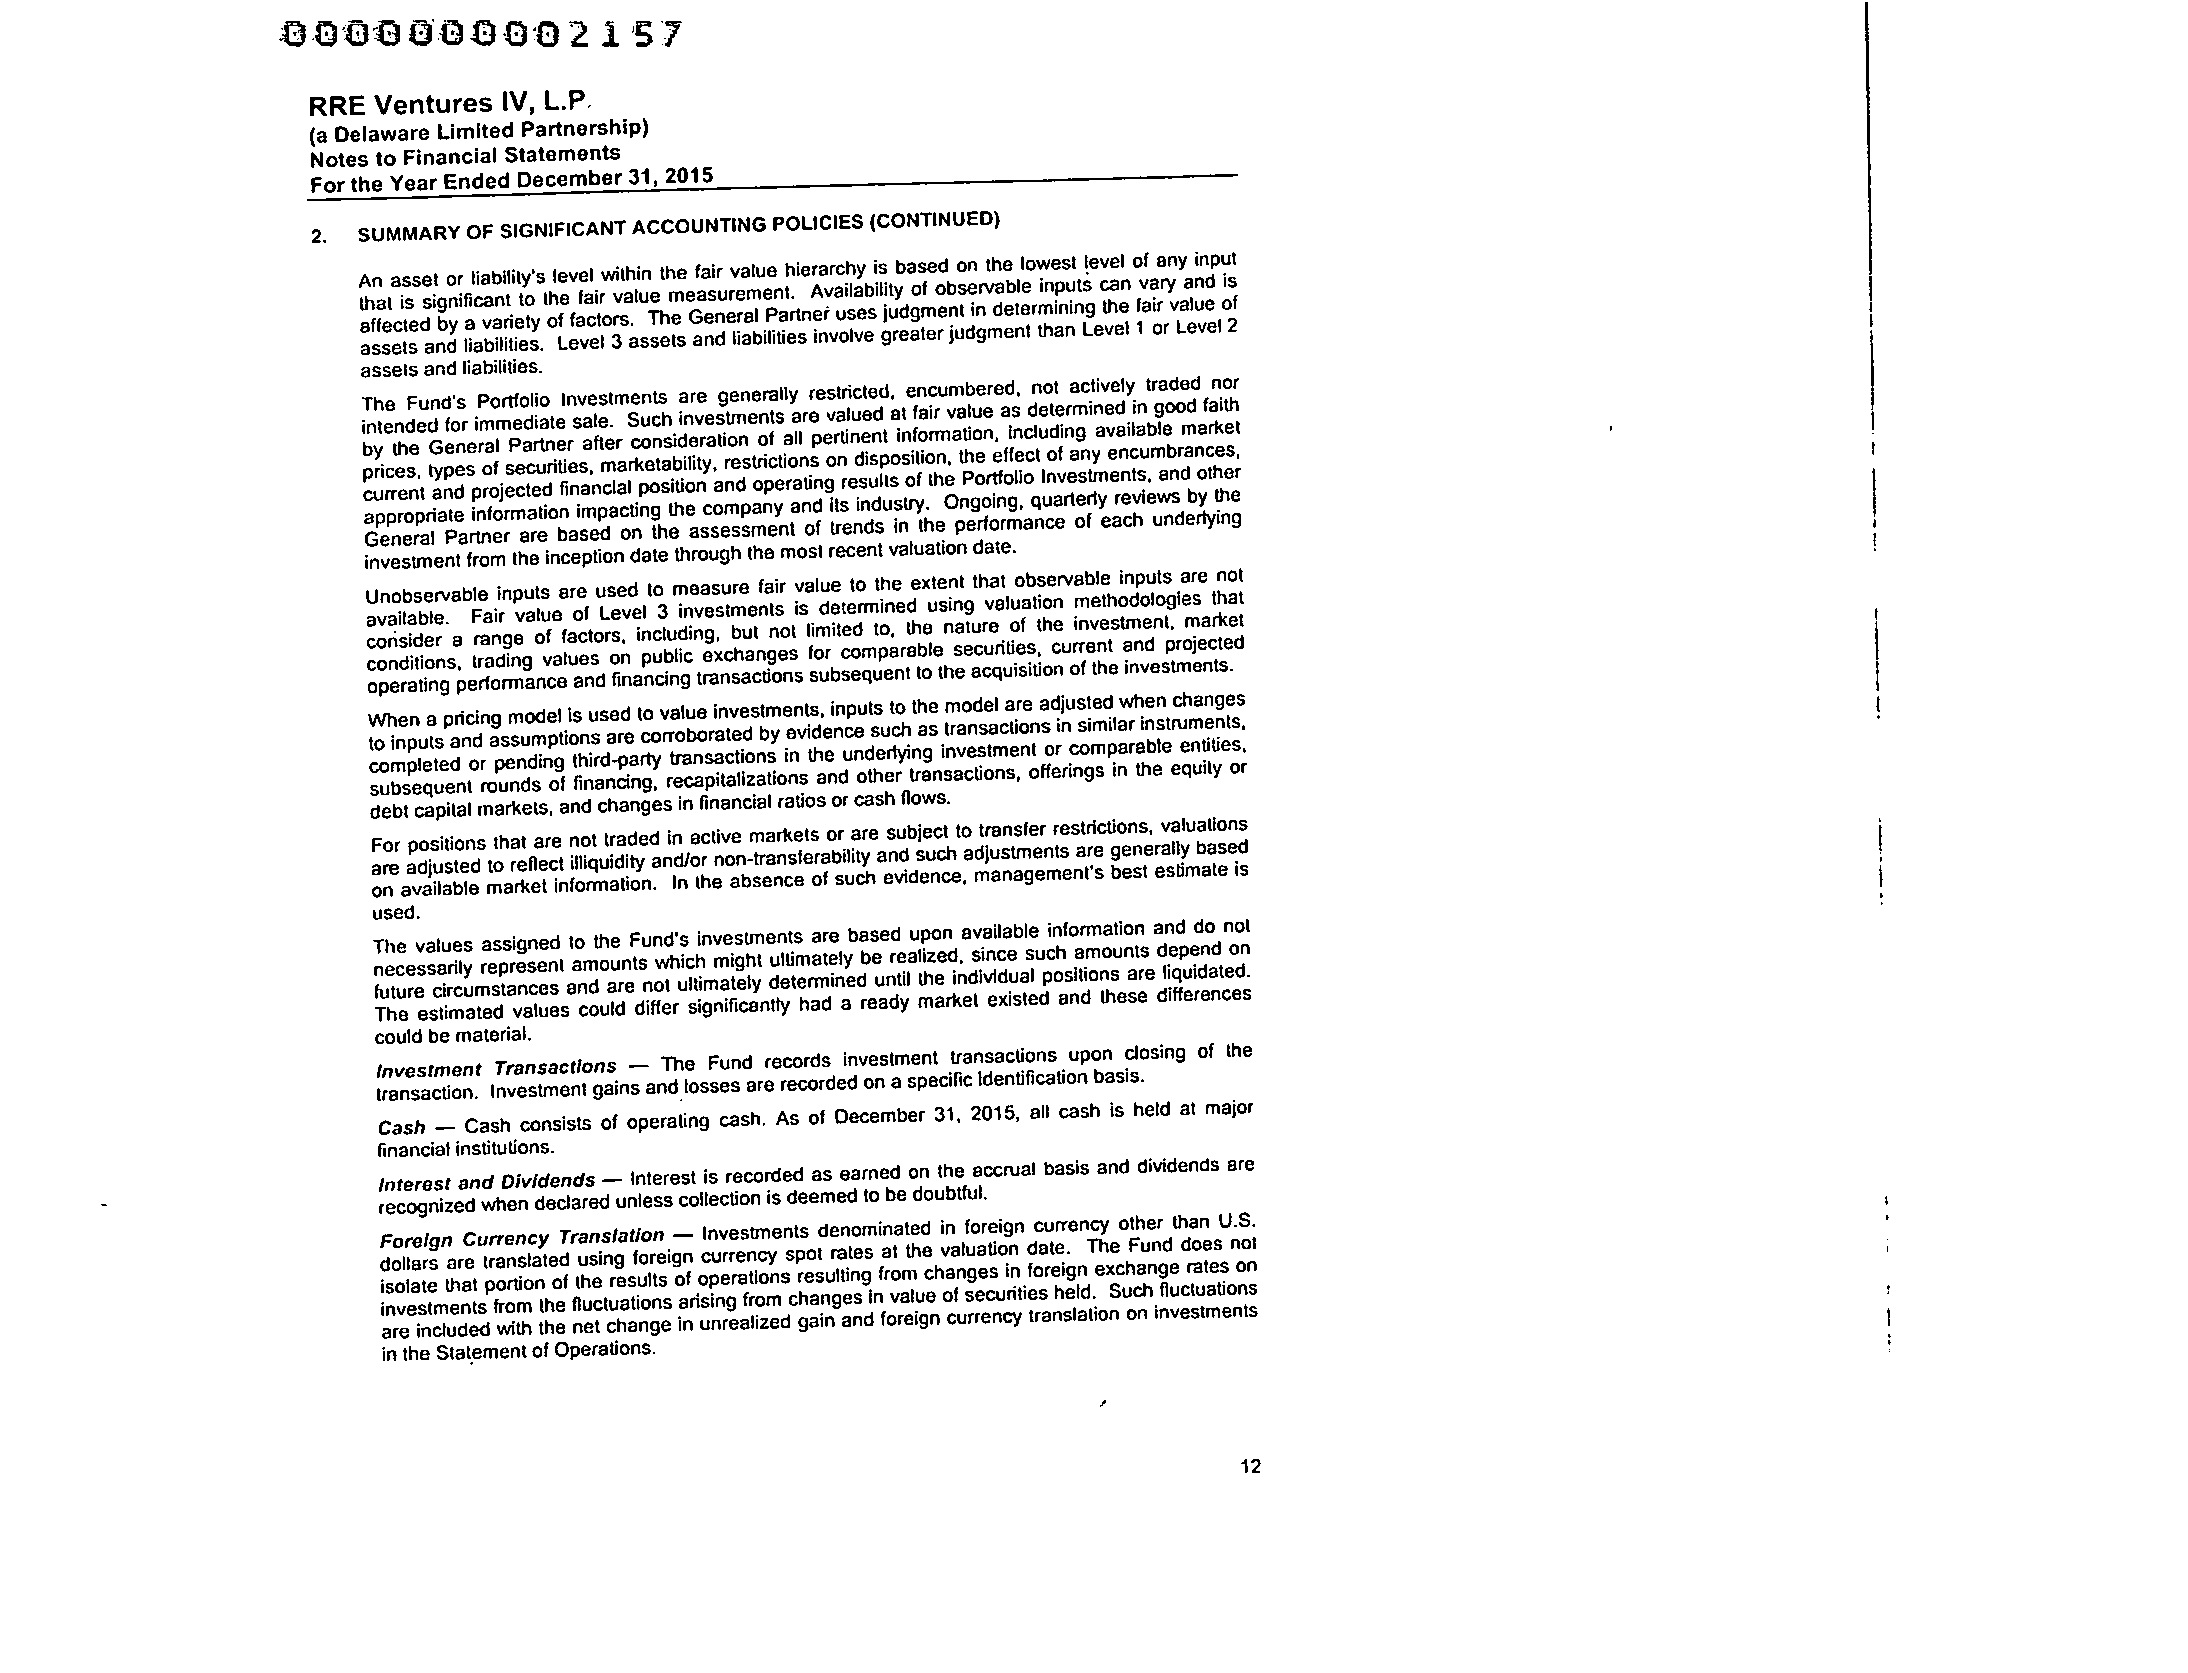 0000000002157
RRE Ventures IV, L.P.
(a Delaware Limited Partnership)
Notes to Financial Statements
For the Year Ended December 31, 2015
2. SUMMARY OF SIGNIFICANT ACCOUNTING POLICIES (CONTINUED)
An asset or liability's level within the fair value hierarchy is based on the lowest level of any input
that is significant to the fair value measurement. Availability of observable inputs can vary and is
affected by a variety of factors. The General Partner uses judgment in determining the fair value of
assets and liabilities. Level 3 assets and liabilities involve greater judgment than Level 1 or Level 2
assets and liabilities.
The Fund's Portfolio Investments are generally restricted, encumbered, not actively traded nor
intended for immediate sale. Such investments are valued at fair value as determined in good faith
by the General Partner after consideration of all pertinent information, including available market
prices, types of securities, marketability, restrictions on disposition, the effect of any encumbrances,
current and projected financial position and operating results of the Portfolio Investments, and other
appropriate information impacting the company and its industry. Ongoing, quarterly reviews by the
General Partner are based on the assessment of trends in the performance of each underlying
investment from the inception date through the most recent valuation date.
Unobservable inputs are used to measure fair value to the extent that observable inputs are not
available. Fair value of Level 3 investments is determined using valuation methodologies that
consider a range of factors, including, but not limited to, the nature of the investment, market
conditions, trading values on public exchanges for comparable securities, current and projected
operating performance and financing transactions subsequent to the acquisition of the investments.
When a pricing model is used to value investments, inputs to the model are adjusted when changes
to inputs and assumptions are corroborated by evidence such as transactions in similar instruments,
completed or pending third-party transactions in the underlying investment or comparable entities,
subsequent rounds of financing, recapitalizations and other transactions, offerings in the equity or
debt capital markets, and changes in financial ratios or cash flows.
For positions that are not traded in active markets or are subject to transfer restrictions, valuations
are adjusted to reflect illiquidity and/or non-transferability and such adjustments are generally based
on available market information. In the absence of such evidence, management's best estimate is
used.
The values assigned to the Fund's investments are based upon available information and do not
necessarily represent amounts which might ultimately be realized, since such amounts depend on
future circumstances and are not ultimately determined until the individual positions are liquidated.
The estimated values could differ significantly had a ready market existed and these differences
could be material.
Investment Transactions — The Fund records investment transactions upon closing of the
transaction. Investment gains and losses are recorded on a specific identification basis.
Cash — Cash consists of operating cash. As of December 31, 2015, all cash is held at major
financial institutions.
Interest and Dividends — Interest is recorded as earned on the accrual basis and dividends are
recognized when declared unless collection is deemed to be doubtful.
Foreign Currency Translation — Investments denominated in foreign currency other than U.S.
dollars are translated using foreign currency spot rates at the valuation date. The Fund does not
isolate that portion of the results of operations resulting from changes in foreign exchange rates on
investments from the fluctuations arising from changes in value of securities held. Such fluctuations
are included with the net change in unrealized gain and foreign currency translation on investments
in the Statement of Operations.
12